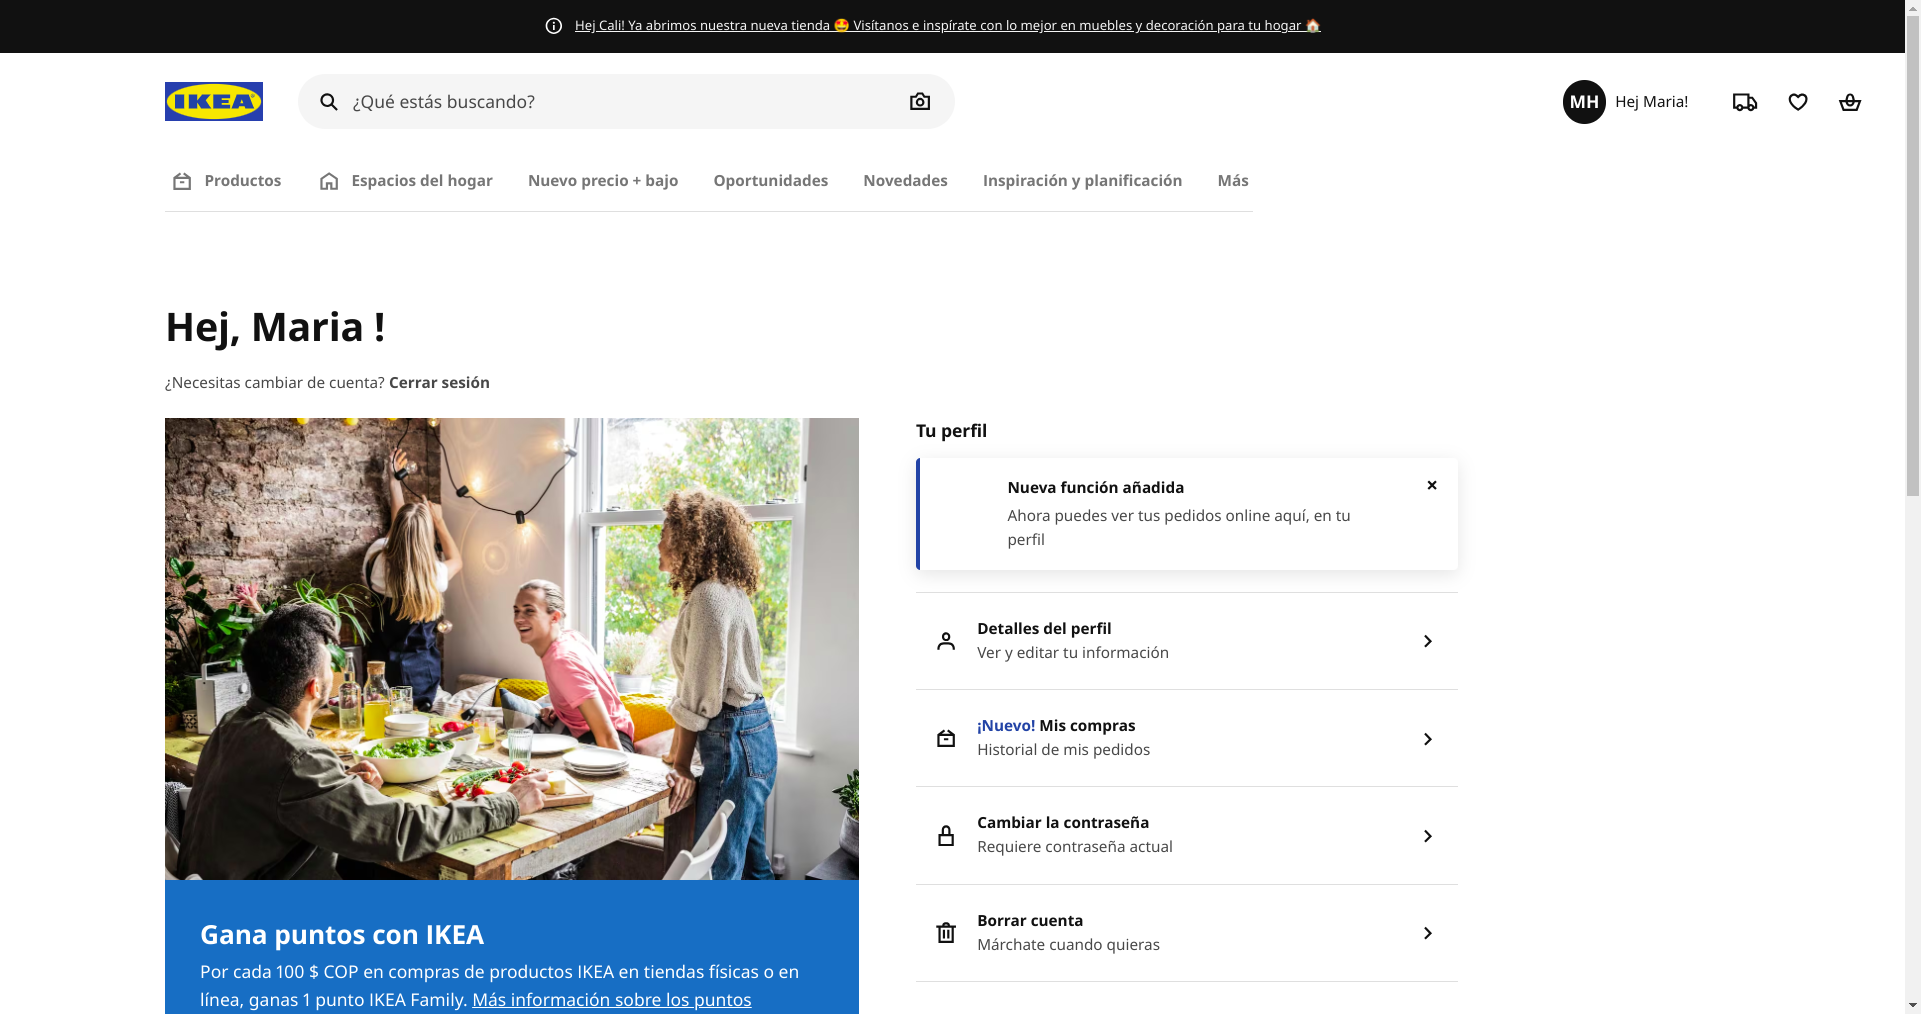 Hej Cali! Ya abrimos nuestra nueva tienda 🤩 Visítanos e inspírate con lo mejor en muebles y decoración para tu hogar 🏠
IKEA
¿Qué estás buscando?
MH Hej Maria!
Productos
Espacios del hogar
Nuevo precio + bajo
Oportunidades
Novedades
Inspiración y planificación
Más
Hej, Maria !
¿Necesitas cambiar de cuenta? Cerrar sesión
Tu perfil
Nueva función añadida
Ahora puedes ver tus pedidos online aquí, en tu
perfil
Detalles del perfil
Ver y editar tu información
¡Nuevo! Mis compras
Historial de mis pedidos
Cambiar la contraseña
Requiere contraseña actual
Borrar cuenta
Márchate cuando quieras
Gana puntos con IKEA
Por cada 100 $ COP en compras de productos IKEA en tiendas físicas o en
línea, ganas 1 punto IKEA Family. Más información sobre los puntos